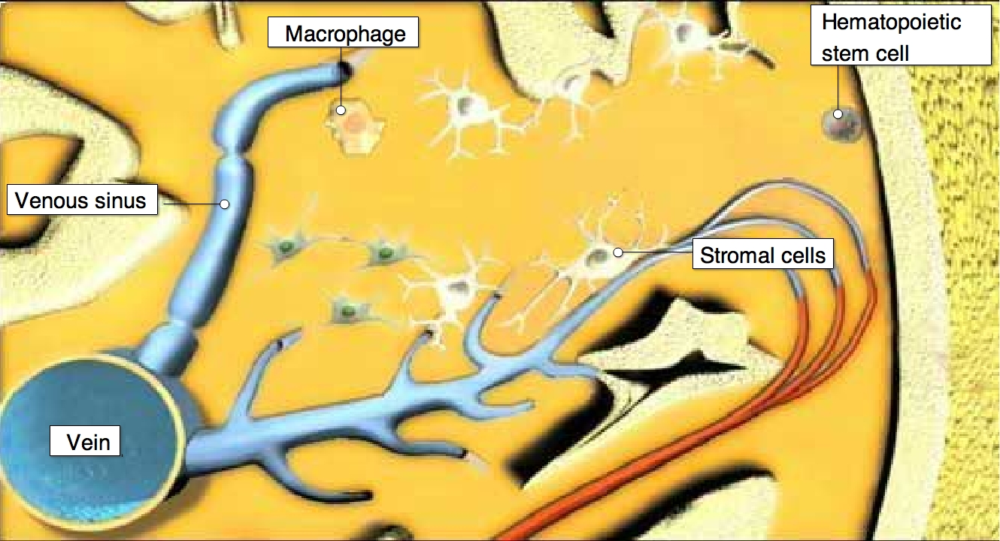 Macrophage
Hematopoietic
stem cell
Venous sinus
Stromal cells
Vein